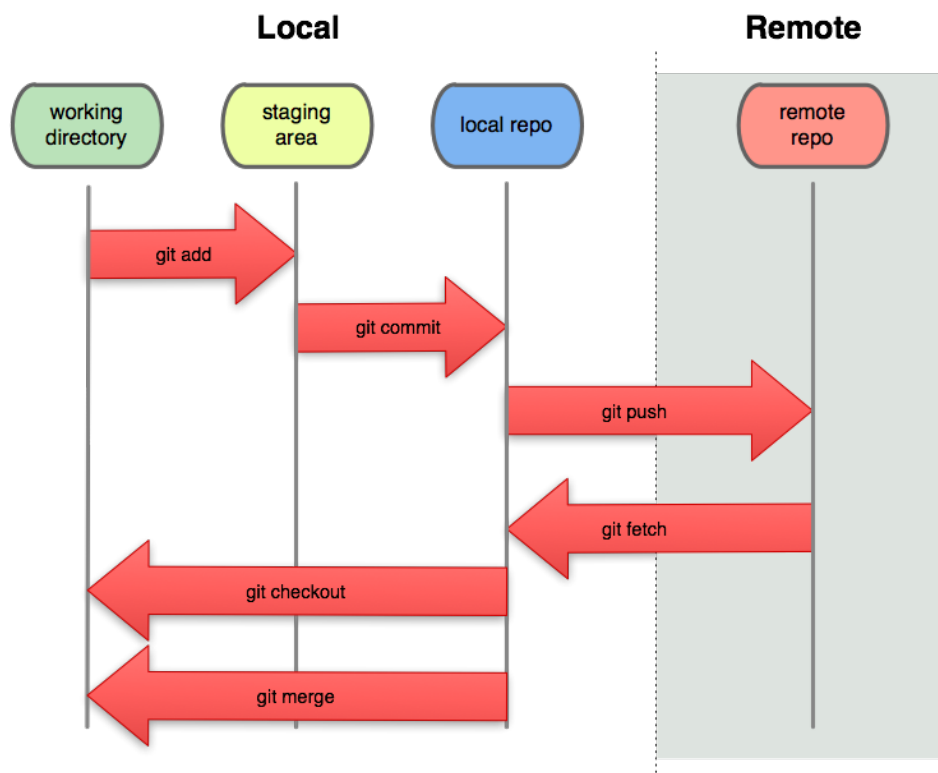 Local
Remote
working
directory
staging
area
local repo
remote
repo
git add
git commit
git push
git fetch
git checkout
git merge